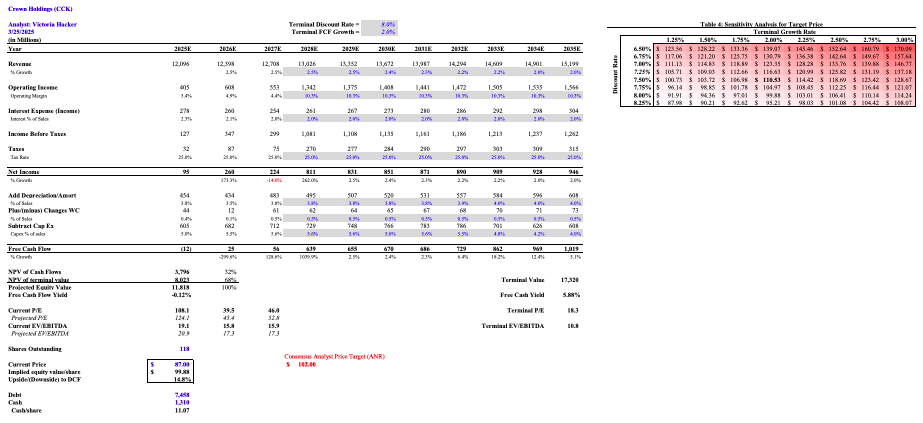 Crown Holdings (CCK)
Analyst: Victoria Hacker
3/25/2025
(in Millions)
Terminal Discount Rate = 8.0%
Terminal FCF Growth = 2.0%
Year 2025E 2026E 2027E 2028E 2029E 2030E 2031E 2032E 2033E 2034E 2035E
Revenue 12,096 12,398 12,708 13,026 13,352 13,672 13,987 14,294 14,609 14,901 15,199
% Growth 2.5% 2.5% 2.5% 2.5% 2.4% 2.3% 2.2% 2.2% 2.0% 2.0%
Operating Income 405 608 553 1,342 1,375 1,408 1,441 1,472 1,505 1,535 1,566
Operating Margin 3.4% 4.9% 4.4% 10.3% 10.3% 10.3% 10.3% 10.3% 10.3% 10.3% 10.3%
Interest Expense (Income) 278 260 254 261 267 273 280 286 292 298 304
Interest % of Sales 2.3% 2.1% 2.0% 2.0% 2.0% 2.0% 2.0% 2.0% 2.0% 2.0% 2.0%
Income Before Taxes 127 347 299 1,081 1,108 1,135 1,161 1,186 1,213 1,237 1,262
Taxes 32 87 75 270 277 284 290 297 303 309 315
Tax Rate 25.0% 25.0% 25.0% 25.0% 25.0% 25.0% 25.0% 25.0% 25.0% 25.0% 25.0%
Net Income 95 260 224 811 831 851 871 890 909 928 946
% Growth 173.3% -14.0% 262.0% 2.5% 2.4% 2.3% 2.2% 2.2% 2.0% 2.0%
Add Depreciation/Amort 454 434 483 495 507 520 531 557 584 596 608
% of Sales 3.8% 3.5% 3.8% 3.8% 3.8% 3.8% 3.8% 3.9% 4.0% 4.0% 4.0%
Plus/(minus) Changes WC 44 12 61 62 64 65 67 68 70 71 73
% of Sales 0.4% 0.1% 0.5% 0.5% 0.5% 0.5% 0.5% 0.5% 0.5% 0.5% 0.5%
Subtract Cap Ex 605 682 712 729 748 766 783 786 701 626 608
Capex % of sales 5.0% 5.5% 5.6% 5.6% 5.6% 5.6% 5.6% 5.5% 4.8% 4.2% 4.0%
Free Cash Flow (12) 25 56 639 655 670 686 729 862 969 1,019
% Growth -299.6% 128.6% 1039.9% 2.5% 2.4% 2.3% 6.4% 18.2% 12.4% 5.1%
NPV of Cash Flows 3,796 32%
NPV of terminal value 8,023 68% Terminal Value 17,320
Projected Equity Value 11,818 100%
Free Cash Flow Yield -0.12% Free Cash Yield 5.88%
Current P/E 108.1 39.5 46.0 Terminal P/E 18.3
Projected P/E 124.1 45.4 52.8
Current EV/EBITDA 19.1 15.8 15.9 Terminal EV/EBITDA 10.8
Projected EV/EBITDA 20.9 17.3 17.3
Shares Outstanding 118
Consensus Analyst Price Target (ANR)
Current Price $ 87.00 $ 102.00
Implied equity value/share $ 99.88
Upside/(Downside) to DCF 14.8%
Debt 7,458
Cash 1,310
Cash/share 11.07
Table 4: Sensitivity Analysis for Target Price
Terminal Growth Rate
1.25% 1.50% 1.75% 2.00% 2.25% 2.50% 2.75% 3.00%
Discount Rate
6.50% $ 123.56 $ 128.22 $ 133.36 $ 139.07 $ 145.46 $ 152.64 $ 160.79 $ 170.09
6.75% $ 117.06 $ 121.20 $ 125.75 $ 130.79 $ 136.38 $ 142.64 $ 149.67 $ 157.64
7.00% $ 111.13 $ 114.83 $ 118.89 $ 123.35 $ 128.28 $ 133.76 $ 139.88 $ 146.77
7.25% $ 105.71 $ 109.03 $ 112.66 $ 116.63 $ 120.99 $ 125.82 $ 131.19 $ 137.18
7.50% $ 100.73 $ 103.72 $ 106.98 $ 110.53 $ 114.42 $ 118.69 $ 123.42 $ 128.67
7.75% $ 96.14 $ 98.85 $ 101.78 $ 104.97 $ 108.45 $ 112.25 $ 116.44 $ 121.07
8.00% $ 91.91 $ 94.36 $ 97.01 $ 99.88 $ 103.01 $ 106.41 $ 110.14 $ 114.24
8.25% $ 87.98 $ 90.21 $ 92.62 $ 95.21 $ 98.03 $ 101.08 $ 104.42 $ 108.07